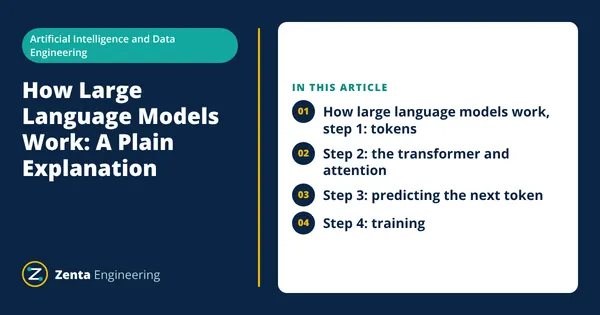 Artificial Intelligence and Data
Engineering
How Large
Language Models
Work: A Plain
Explanation
Zenta Engineering
IN THIS ARTICLE
01 How large language models work,
step 1: tokens
02 Step 2: the transformer and
attention
03 Step 3: predicting the next token
04 Step 4: training